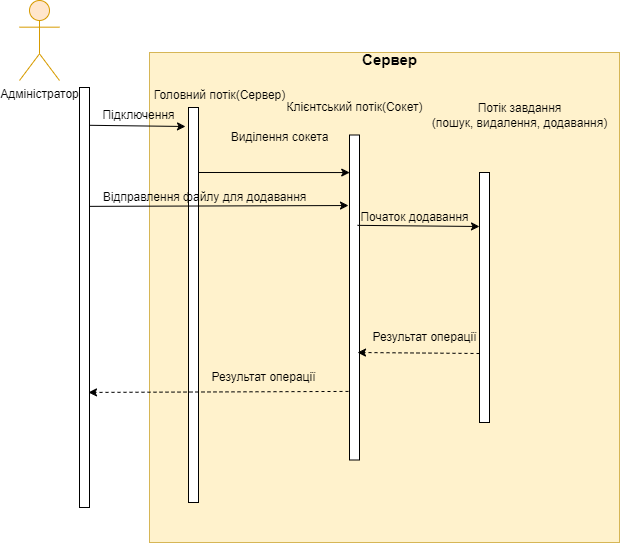 Сервер
Адміністратор
Головний потік(Сервер)
Клієнтський потік(Сокет)
Потік завдання
(пошук, видалення, додавання)
Підключення
Виділення сокета
Відправлення файлу для додавання
Початок додавання
Результат операції
Результат операції